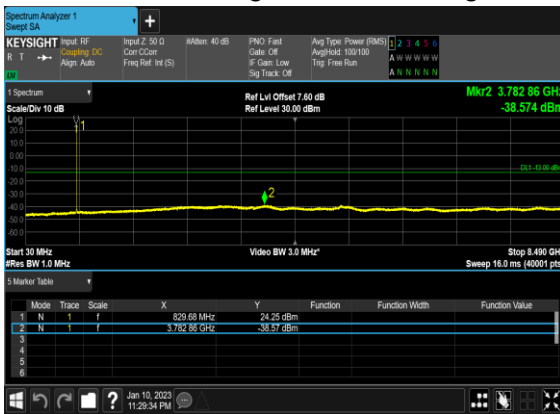 Spectrum Analyzer 1
Swept SA
KEYSIGHT Input: RF Input Z: 50 Ω #Atten: 40 dB PNO: Fast Avg Type: Power (RMS) 1 2 3 4 5 6
R T Coupling: DC Corr CCorr Gate: Off Avg|Hold: 100/100 A W W W W W
Align: Auto Freq Ref: Int (S) IF Gain: Low Trig: Free Run
LV Sig Track: Off A N N N N N
1 Spectrum Ref Lvl Offset 7.60 dB Mkr2 3.782 86 GHz
Scale/Div 10 dB Ref Level 30.00 dBm -38.574 dBm
Log
20.0 1
10.0
0.00
-10.0 DL1 -13.00 dBm
-20.0
-30.0 2
-40.0
-50.0
-60.0
Start 30 MHz Video BW 3.0 MHz* Stop 8.490 GH
#Res BW 1.0 MHz Sweep 16.0 ms (40001 pts
5 Marker Table
Mode Trace Scale X Y Function Function Width Function Value
1 N 1 f 829.68 MHz 24.25 dBm
2 N 1 f 3.782 86 GHz -38.57 dBm
3
4
5
6
? Jan 10, 2023
11:29:34 PM